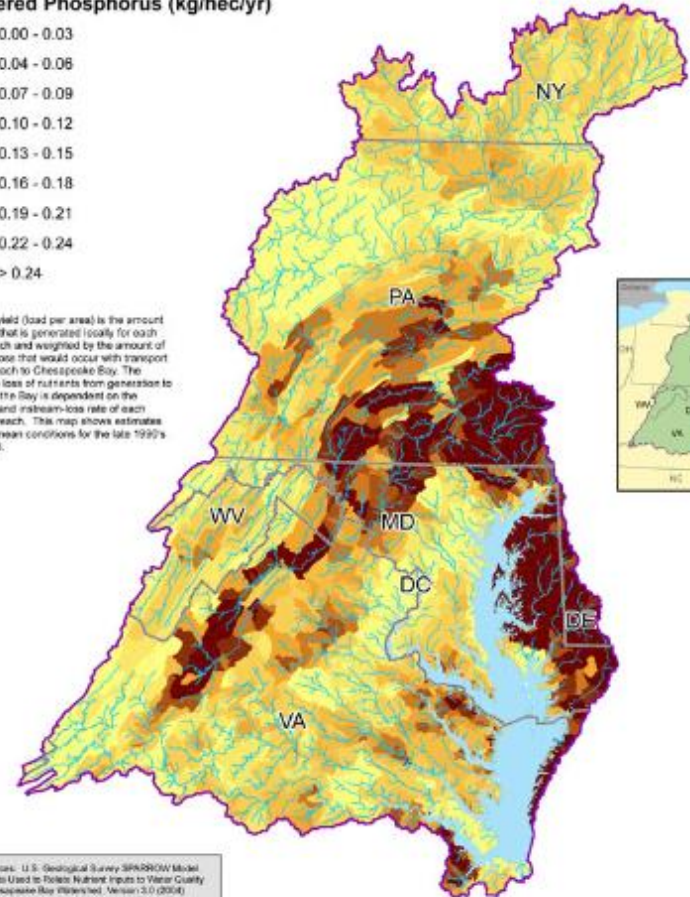 ered Phosphorus (kg/hec/yr)
0.00 - 0.03
0.04 - 0.06
0.07 - 0.09
0.10 - 0.12
0.13 - 0.15
0.16 - 0.18
0.19 - 0.21
0.22 - 0.24
> 0.24
yield (load per area) is the amount
that is generated locally for each
ch and weighted by the amount of
that would occur with transport
to Chesapeake Bay. The
loss of nutrients from generation to
the Bay is dependent on the
and instream-loss rate of each
each. This map shows estimates
mean conditions for the late 1990's
NY
PA
WV
MD
DC
DE
VA
OH
WV
VA
NC
U.S. Geological Survey SPARROW Model
Used to Relate Nutrient Inputs to Water Quality
sapeake Bay Watershed, Version 3.0 (2004)